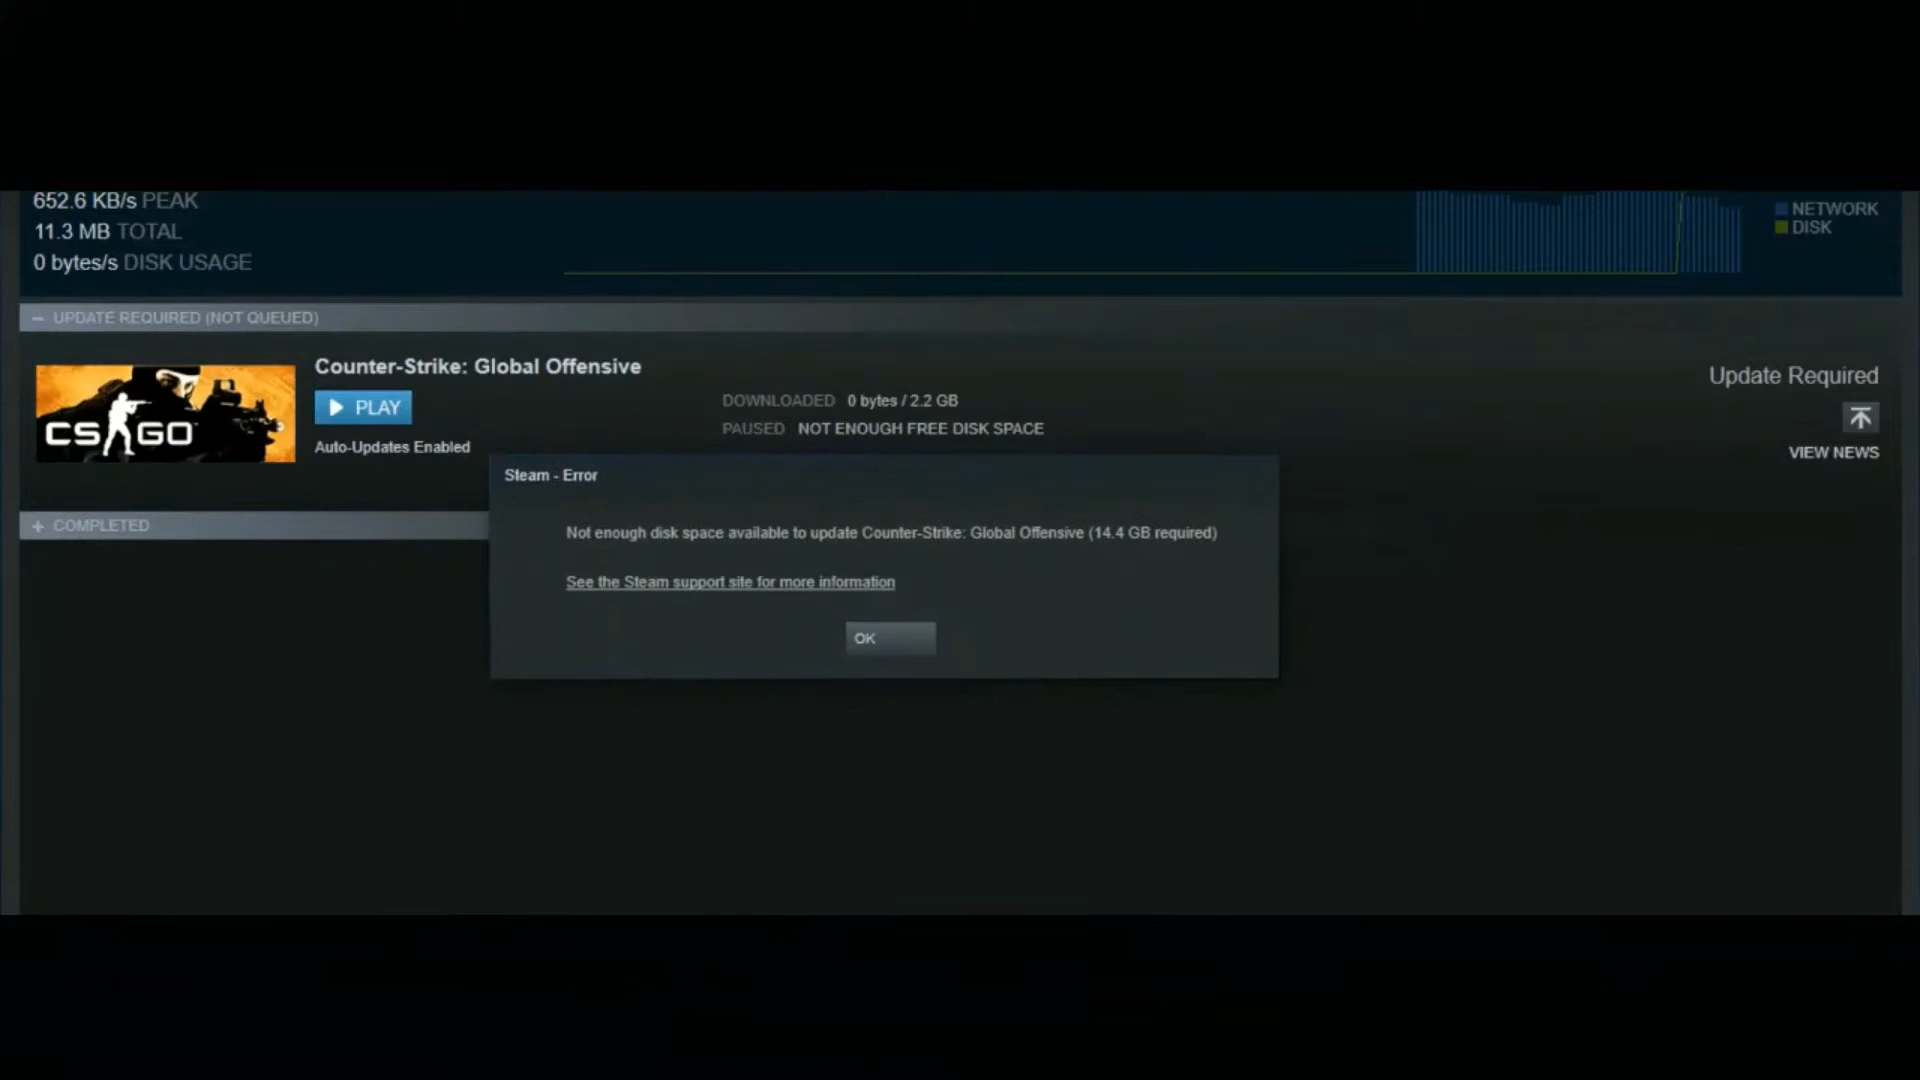 652.6 KB/s PEAK
11.3 MB TOTAL
0 bytes/s DISK USAGE
NETWORK
DISK
UPDATE REQUIRED (NOT QUEUED)
CS GO
Counter-Strike: Global Offensive
PLAY
Auto-Updates Enabled
DOWNLOADED 0 bytes / 2.2 GB
PAUSED NOT ENOUGH FREE DISK SPACE
Update Required
VIEW NEWS
COMPLETED
Steam - Error
Not enough disk space available to update Counter-Strike: Global Offensive (14.4 GB required)
See the Steam support site for more information
OK